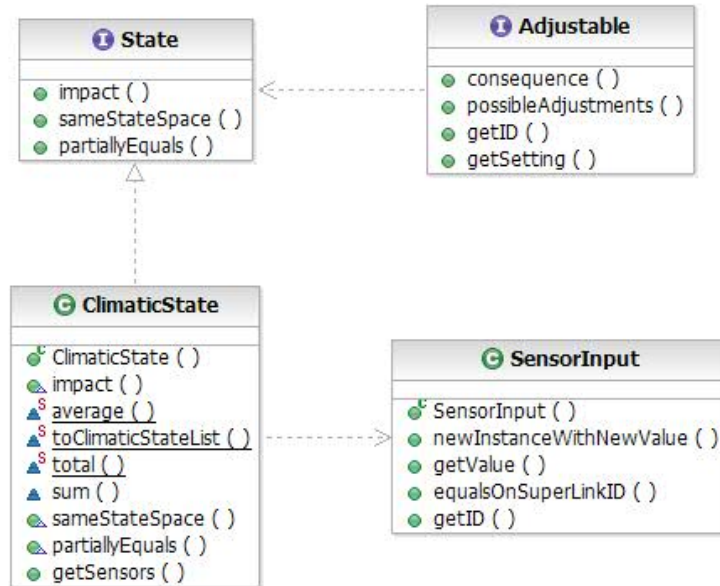 I State
impact ( )
sameStateSpace ( )
partiallyEquals ( )
I Adjustable
consequence ( )
possibleAdjustments ( )
getID ( )
getSetting ( )
C ClimaticState
C ClimaticState ( )
impact ( )
S average ( )
S toClimaticStateList ( )
S total ( )
sum ( )
sameStateSpace ( )
partiallyEquals ( )
getSensors ( )
C SensorInput
C SensorInput ( )
newInstanceWithNewValue ( )
getValue ( )
equalsOnSuperLinkID ( )
getID ( )